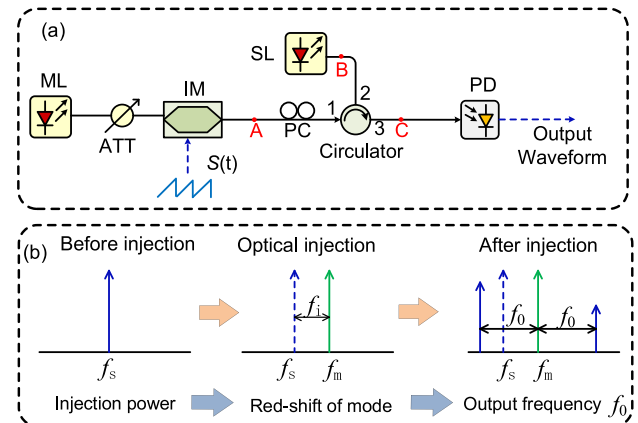 (a)
ML
ATT
IM
S(t)
A
PC
SL
B
1
2
3
Circulator
C
PD
Output
Waveform
(b)
Before injection
Optical injection
After injection
fs
fi
fs
fm
f0
f0
fs
fm
Injection power
Red-shift of mode
Output frequency f0